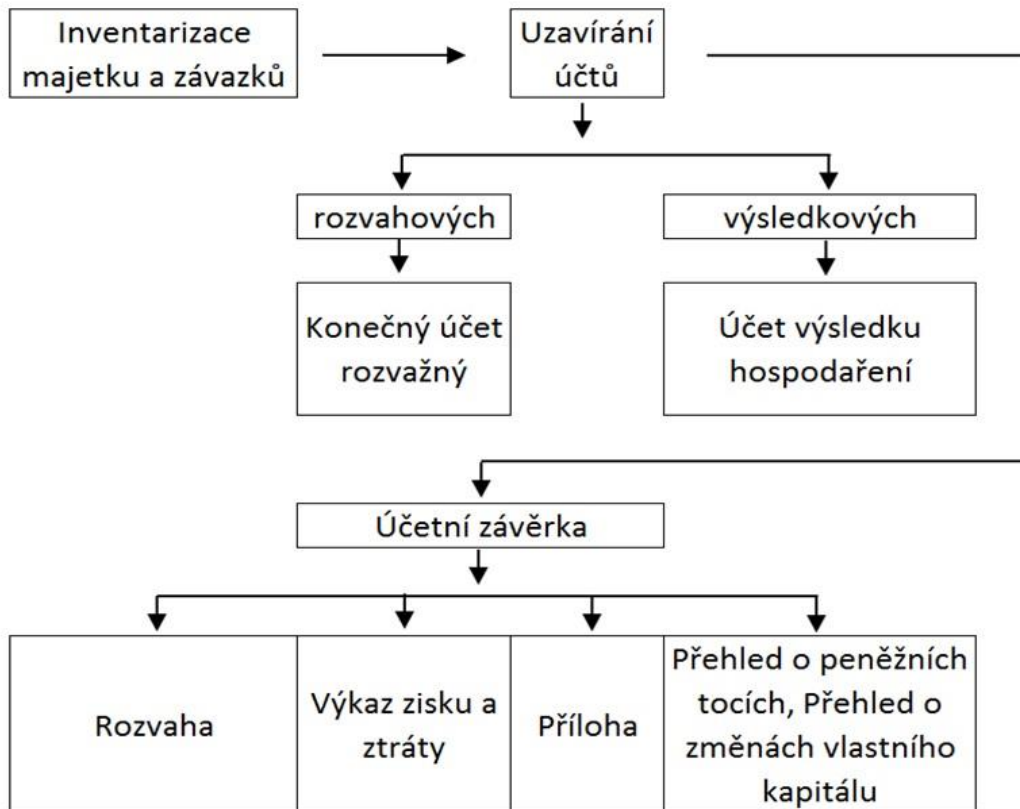 Inventarizace
majetku a závazků
Uzavírání
účtů
rozvahových
výsledkových
Konečný účet
rozvažný
Účet výsledku
hospodaření
Účetní závěrka
Rozvaha
Výkaz zisku a
ztráty
Příloha
Přehled o peněžních
tocích, Přehled o
změnách vlastního
kapitálu